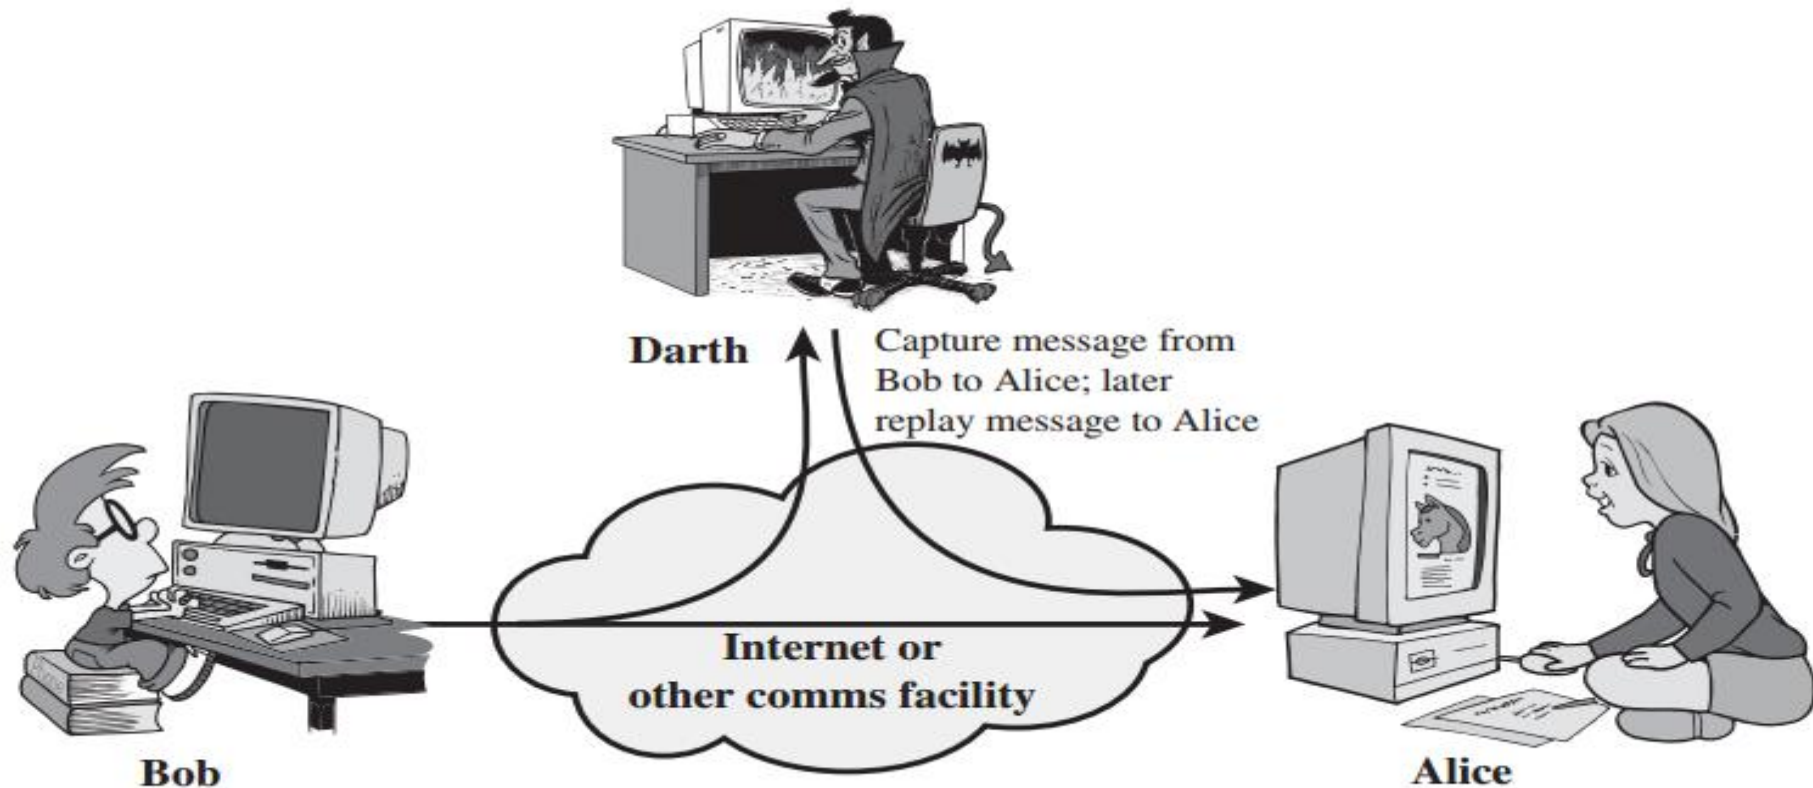 Darth
Capture message from
Bob to Alice; later
replay message to Alice
Internet or
other comms facility
Bob
Alice